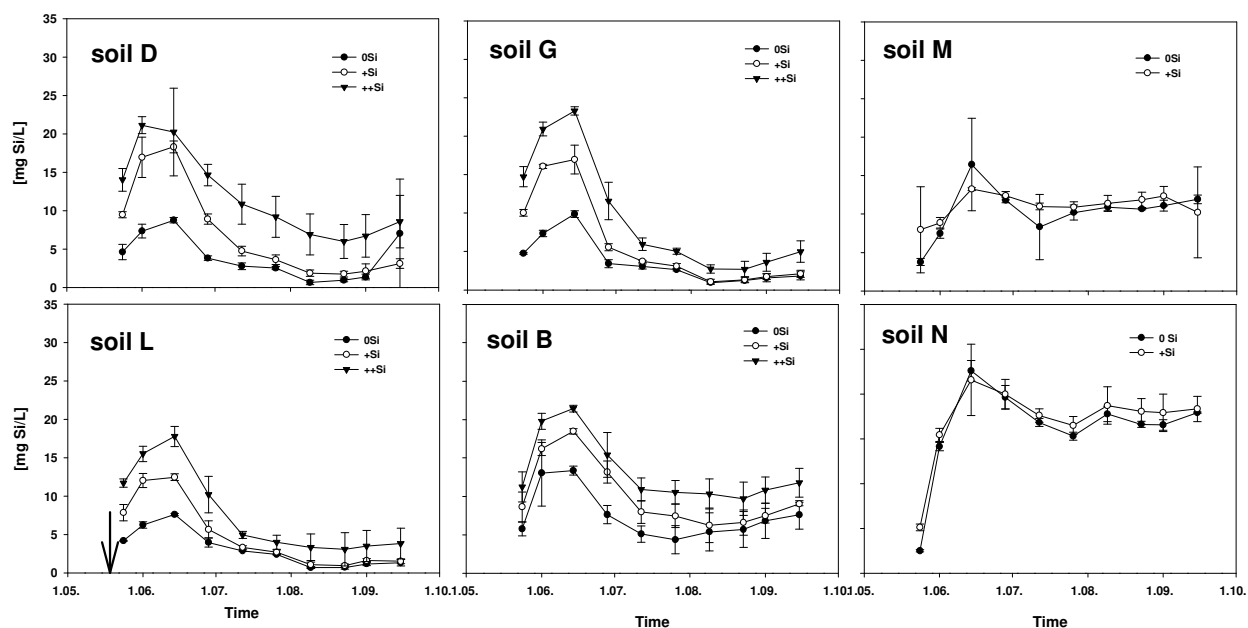 35
30
25
20
15
10
5
0
[mg Si/L]
soil D
0Si
+Si
++Si
soil G
0Si
+Si
++Si
soil M
0Si
+Si
35
30
25
20
15
10
5
0
[mg Si/L]
soil L
0Si
+Si
++Si
soil B
0Si
+Si
++Si
soil N
0 Si
+Si
1.05. 1.06. 1.07. 1.08. 1.09. 1.10.
1.05. 1.06. 1.07. 1.08. 1.09. 1.10.
1.05. 1.06. 1.07. 1.08. 1.09. 1.10.
Time
Time
Time